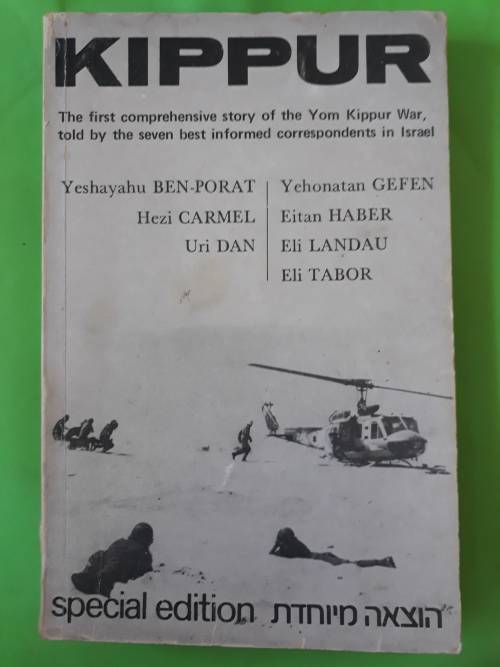 KIPPUR
The first comprehensive story of the Yom Kippur War,
told by the seven best informed correspondents in Israel
Yeshayahu BEN-PORAT
Hezi CARMEL
Uri DAN
Yehonatan GEFEN
Eitan HABER
Eli LANDAU
Eli TABOR
special edition הוצאה מיוחדת